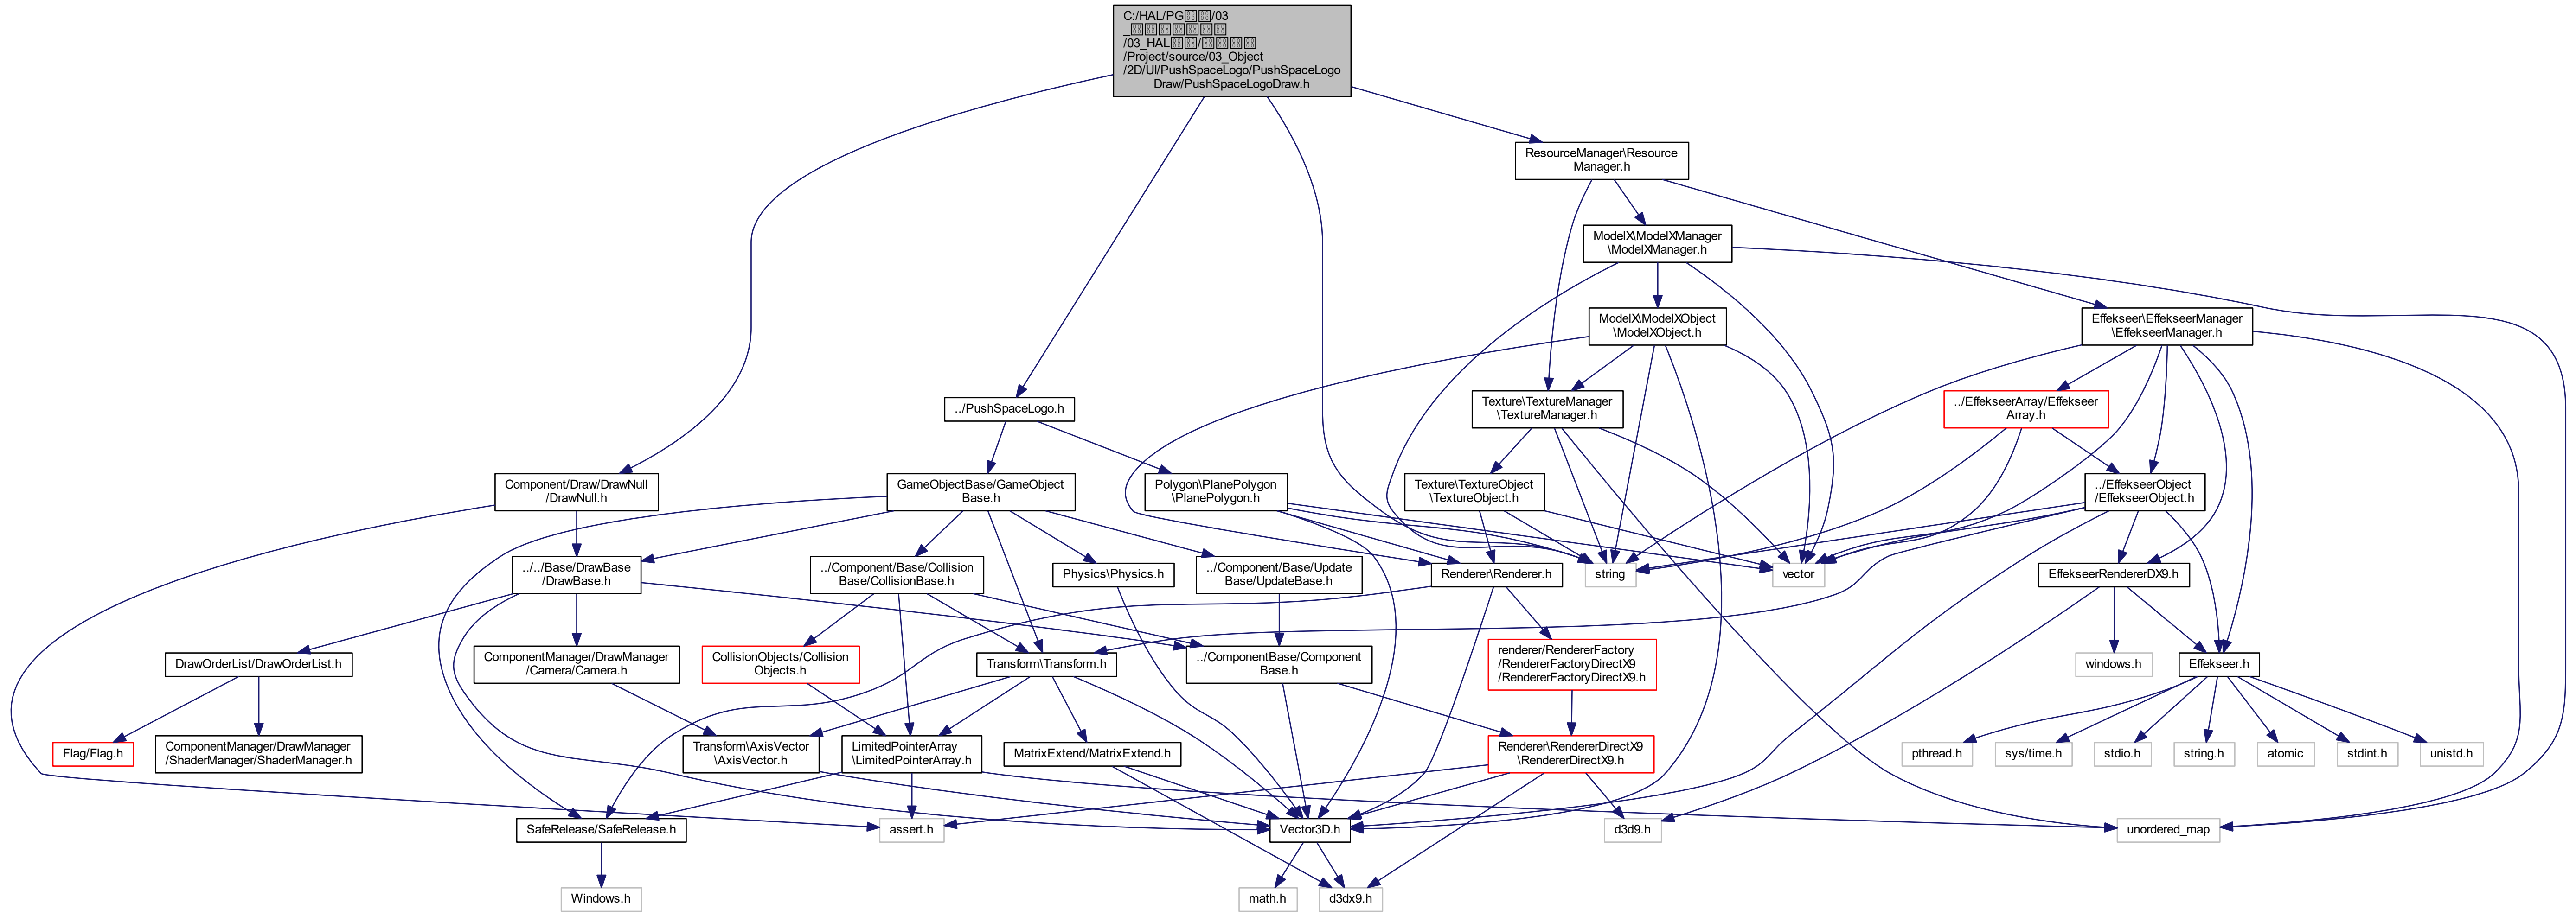 C:/HAL/PG/03
_
/03_HAL/
/Project/source/03_Object
/2D/UI/PushSpaceLogo/PushSpaceLogo
Draw/PushSpaceLogoDraw.h
ResourceManager\Resource
Manager.h
ModelX\ModelXManager
\ModelXManager.h
ModelX\ModelXObject
\ModelXObject.h
Effekseer\EffekseerManager
\EffekseerManager.h
../PushSpaceLogo.h
Texture\TextureManager
\TextureManager.h
../EffekseerArray/Effekseer
Array.h
Component/Draw/DrawNull
/DrawNull.h
GameObjectBase/GameObject
Base.h
Polygon\PlanePolygon
\PlanePolygon.h
Texture\TextureObject
\TextureObject.h
../EffekseerObject
/EffekseerObject.h
../../Base/DrawBase
/DrawBase.h
../Component/Base/Collision
Base/CollisionBase.h
Physics\Physics.h
../Component/Base/Update
Base/UpdateBase.h
Renderer\Renderer.h
string
vector
EffekseerRendererDX9.h
DrawOrderList/DrawOrderList.h
ComponentManager/DrawManager
/Camera/Camera.h
CollisionObjects/Collision
Objects.h
Transform\Transform.h
../ComponentBase/Component
Base.h
renderer/RendererFactory
/RendererFactoryDirectX9
/RendererFactoryDirectX9.h
windows.h
Effekseer.h
Flag/Flag.h
ComponentManager/DrawManager
/ShaderManager/ShaderManager.h
Transform\AxisVector
\AxisVector.h
LimitedPointerArray
\LimitedPointerArray.h
MatrixExtend/MatrixExtend.h
Renderer\RendererDirectX9
\RendererDirectX9.h
pthread.h
sys/time.h
stdio.h
string.h
atomic
stdint.h
unistd.h
SafeRelease/SafeRelease.h
assert.h
Vector3D.h
d3d9.h
unordered_map
Windows.h
math.h
d3dx9.h